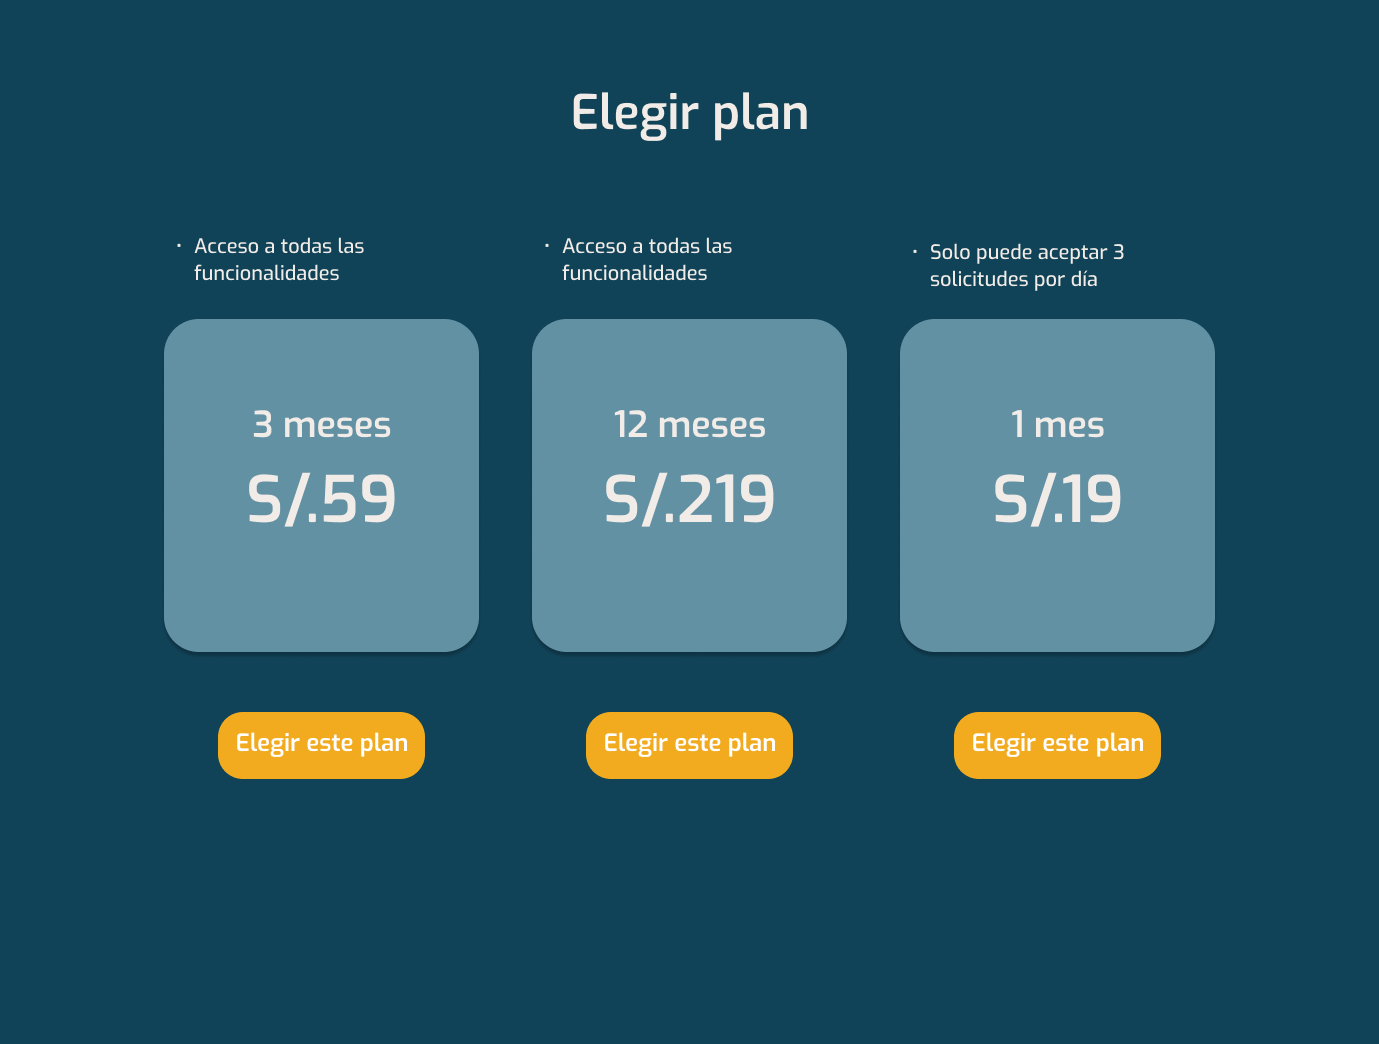 Elegir plan
· Acceso a todas las
funcionalidades
· Acceso a todas las
funcionalidades
· Solo puede aceptar 3
solicitudes por día
3 meses
S/.59
12 meses
S/.219
1 mes
S/.19
Elegir este plan
Elegir este plan
Elegir este plan